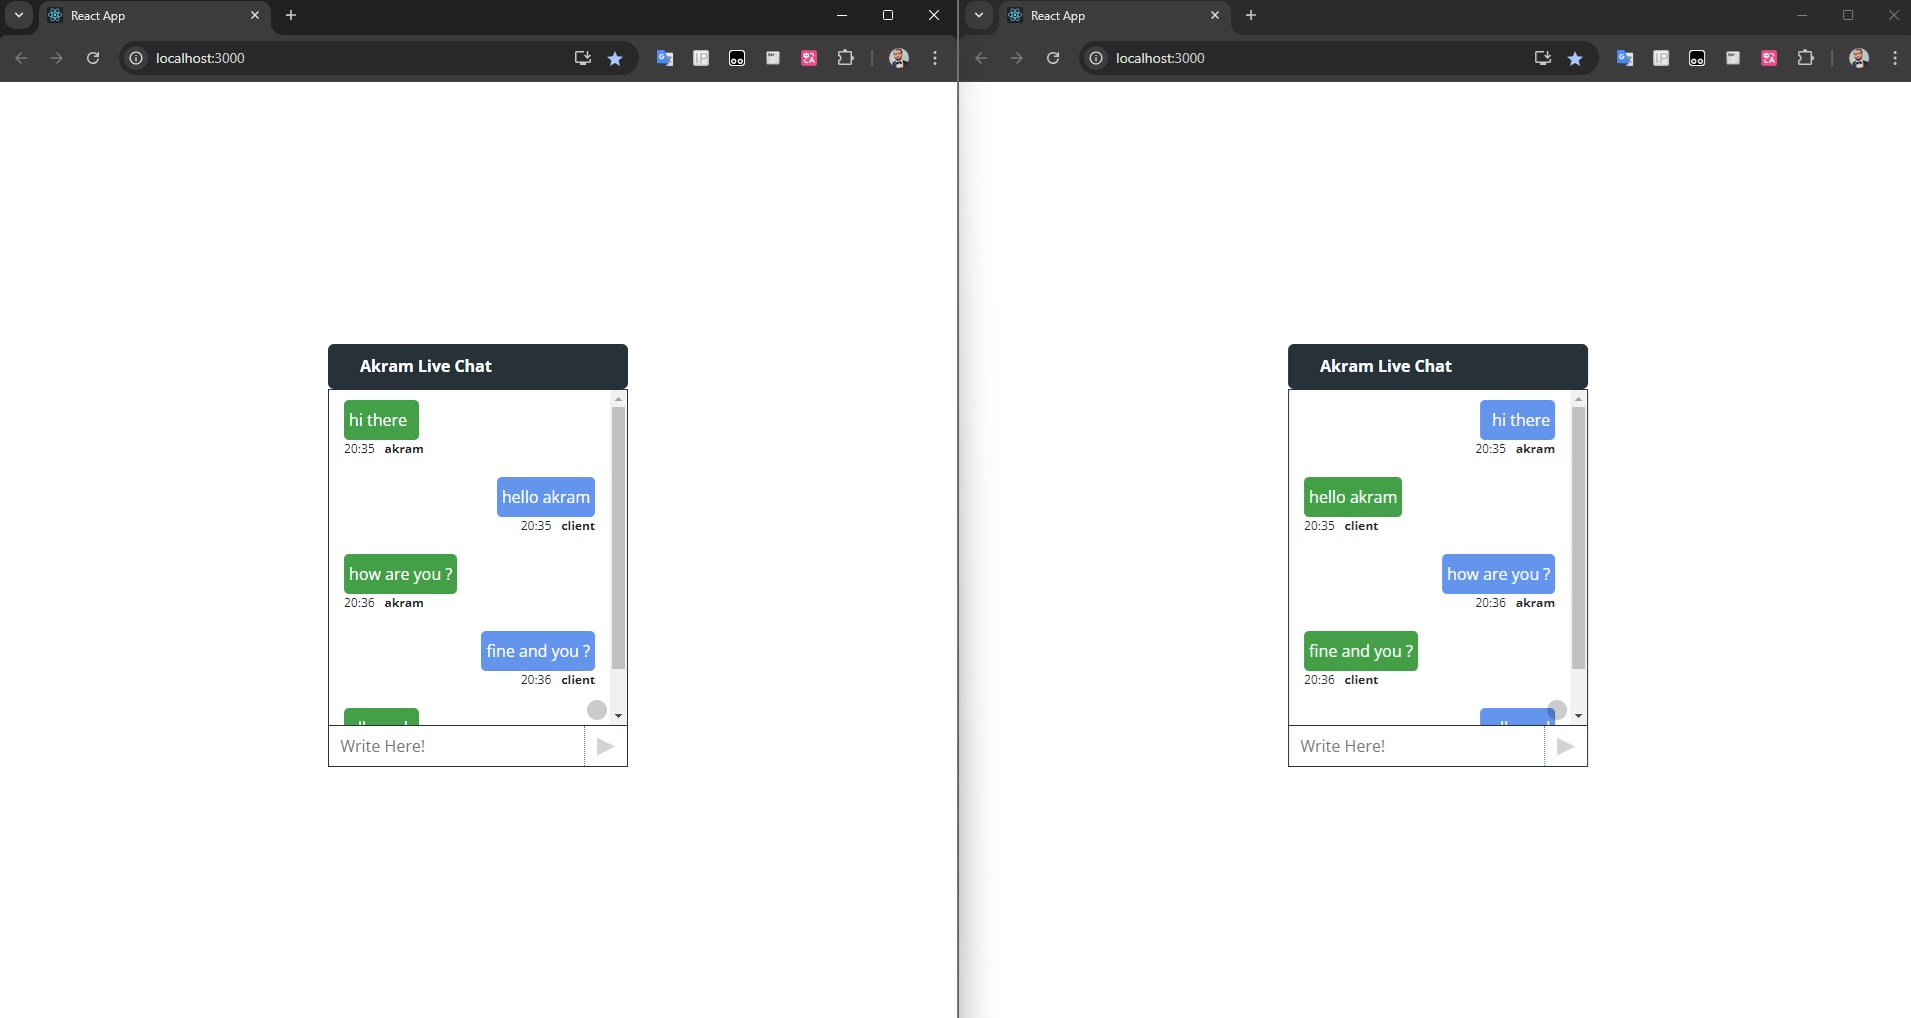 React App
localhost:3000
Akram Live Chat
hi there
20:35 akram
hello akram
20:35 client
how are you ?
20:36 akram
fine and you ?
20:36 client
Write Here!
React App
localhost:3000
Akram Live Chat
hi there
20:35 akram
hello akram
20:35 client
how are you ?
20:36 akram
fine and you ?
20:36 client
Write Here!